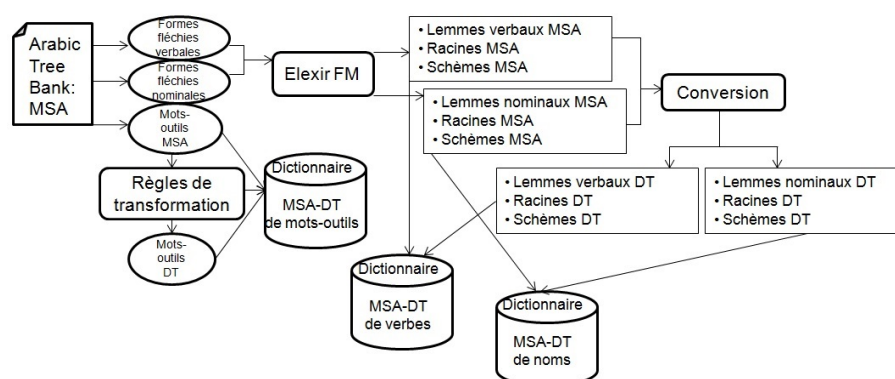 Arabic
Tree
Bank:
MSA
Formes
fléchies
verbales
Formes
fléchies
nominales
Mots-
outils
MSA
Règles de
transformation
Mots-
outils
DT
Dictionnaire
MSA-DT
de mots-outils
Elexir FM
• Lemmes verbaux MSA
• Racines MSA
• Schèmes MSA
• Lemmes nominaux MSA
• Racines MSA
• Schèmes MSA
Conversion
• Lemmes verbaux DT
• Racines DT
• Schèmes DT
• Lemmes nominaux DT
• Racines DT
• Schèmes DT
Dictionnaire
MSA-DT
de verbes
Dictionnaire
MSA-DT
de noms